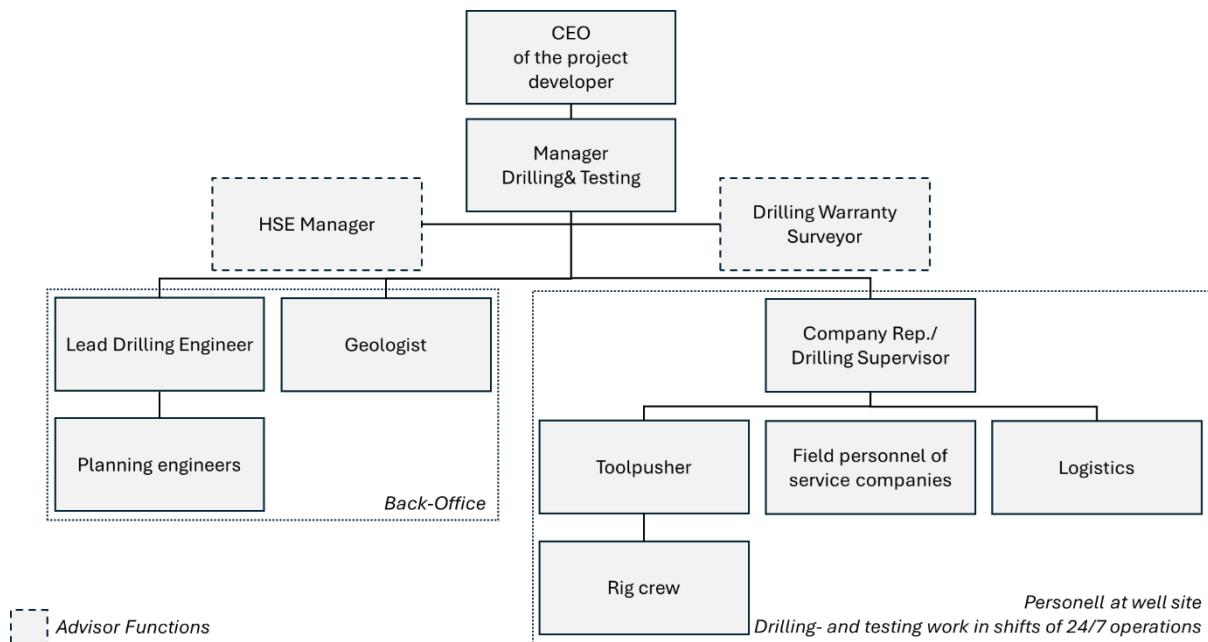 CEO
of the project
developer
Manager
Drilling& Testing
HSE Manager
Drilling Warranty
Surveyor
Lead Drilling Engineer
Geologist
Company Rep./
Drilling Supervisor
Planning engineers
Back-Office
Toolpusher
Field personnel of
service companies
Logistics
Rig crew
Personell at well site
Drilling- and testing work in shifts of 24/7 operations
Advisor Functions